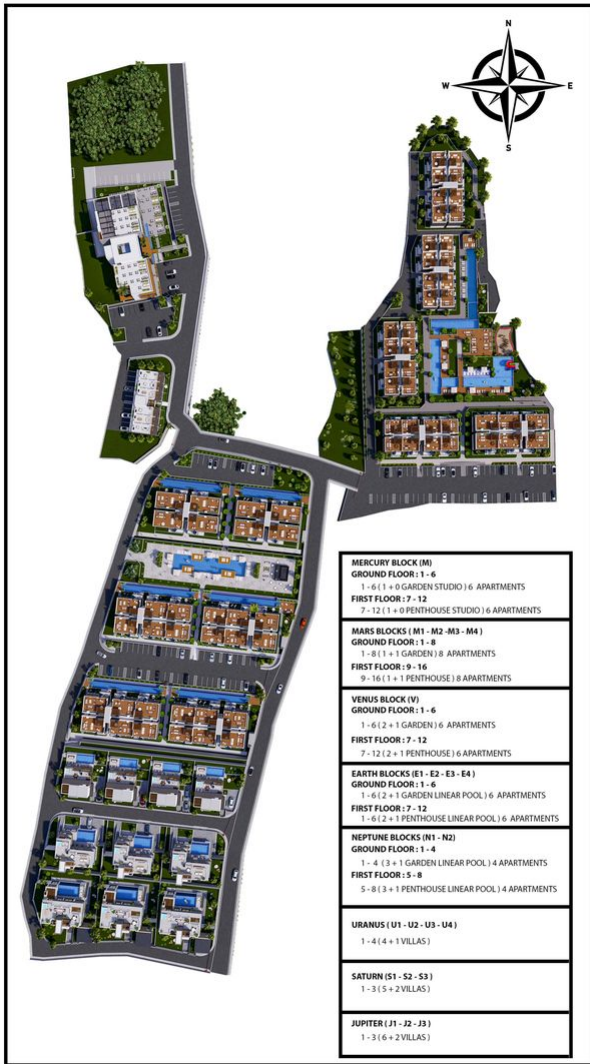 N
W E
S
MERCURY BLOCK (M)
GROUND FLOOR : 1 - 6
1 - 6 ( 1 + 0 GARDEN STUDIO ) 6 APARTMENTS
FIRST FLOOR : 7 - 12
7 - 12 ( 1 + 0 PENTHOUSE STUDIO ) 6 APARTMENTS
MARS BLOCKS ( M1 - M2 -M3 - M4 )
GROUND FLOOR : 1 - 8
1 - 8 ( 1 + 1 GARDEN ) 8 APARTMENTS
FIRST FLOOR : 9 - 16
9 - 16 ( 1 + 1 PENTHOUSE ) 8 APARTMENTS
VENUS BLOCK (V)
GROUND FLOOR : 1 - 6
1 - 6 ( 2 + 1 GARDEN ) 6 APARTMENTS
FIRST FLOOR : 7 - 12
7 - 12 ( 2 + 1 PENTHOUSE ) 6 APARTMENTS
EARTH BLOCKS (E1 - E2 - E3 - E4 )
GROUND FLOOR : 1 - 6
1 - 6 ( 2 + 1 GARDEN LINEAR POOL ) 6 APARTMENTS
FIRST FLOOR : 7 - 12
1 - 6 ( 2 + 1 PENTHOUSE LINEAR POOL ) 6 APARTMENTS
NEPTUNE BLOCKS (N1 - N2)
GROUND FLOOR : 1 - 4
1 - 4 ( 3 + 1 GARDEN LINEAR POOL ) 4 APARTMENTS
FIRST FLOOR : 5 - 8
5 - 8 ( 3 + 1 PENTHOUSE LINEAR POOL ) 4 APARTMENTS
URANUS ( U1 - U2 - U3 - U4 )
1 - 4 ( 4 + 1 VILLAS )
SATURN (S1 - S2 - S3 )
1 - 3 ( 5 + 2 VILLAS )
JUPITER ( J1 - J2 - J3 )
1 - 3 ( 6 + 2 VILLAS )